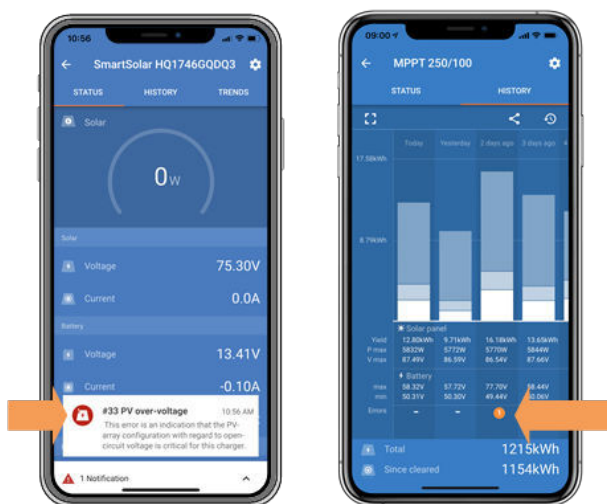 10:56
SmartSolar HQ1746GQDQ3
STATUS HISTORY TRENDS
Solar
0W
Solar
Voltage 75.30V
Current 0.0A
Battery
Voltage 13.41V
Current -0.10A
#33 PV over-voltage 10:56 AM
This error is an indication that the PV-
array configuration with regard to open-
circuit voltage is critical for this charger.
1 Notification
09:00
MPPT 250/100
STATUS HISTORY
Today Yesterday 2 days ago 3 days ago 4
17.58kWh
8.79kWh
Solar panel
Yield 12.80kWh 9.71kWh 16.18kWh 13.65kWh
P max 5832W 5772W 5770W 5844W
V max 87.49V 86.59V 86.54V 87.66V
Battery
max 58.32V 57.72V 77.70V 58.44V
min 50.31V 50.30V 49.44V
Errors - - 1
Total 1215kWh
Since cleared 1154kWh